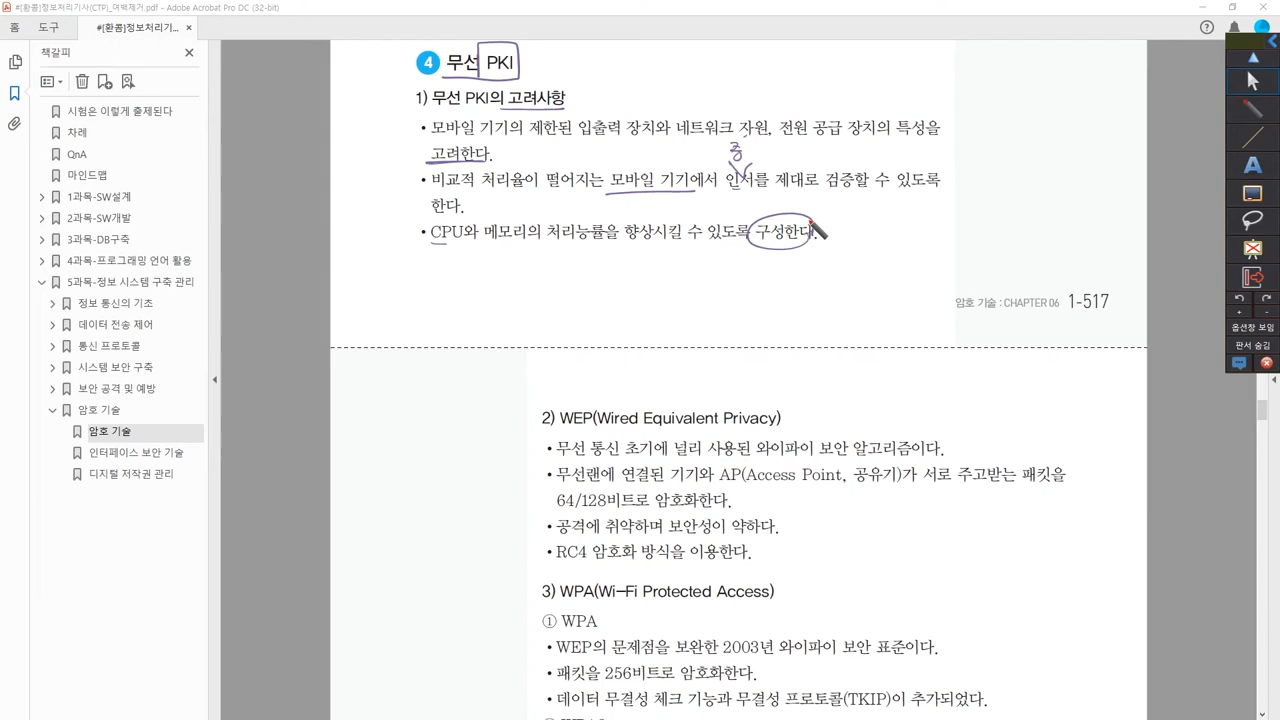 #[환콤]정보처리기사(CTP)_여백제거.pdf - Adobe Acrobat Pro DC (32-bit)
홈 도구 #[환콤]정보처리기...
책갈피
시험은 이렇게 출제된다
차례
QnA
마인드맵
1과목-SW설계
2과목-SW개발
3과목-DB구축
4과목-프로그래밍 언어 활용
5과목-정보 시스템 구축 관리
정보 통신의 기초
데이터 전송 제어
통신 프로토콜
시스템 보안 구축
보안 공격 및 예방
암호 기술
암호 기술
인터페이스 보안 기술
디지털 저작권 관리
4 무선 PKI
1) 무선 PKI의 고려사항
• 모바일 기기의 제한된 입출력 장치와 네트워크 자원, 전원 공급 장치의 특성을
고려한다.
증
• 비교적 처리율이 떨어지는 모바일 기기에서 인서를 제대로 검증할 수 있도록
한다.
• CPU와 메모리의 처리능률을 향상시킬 수 있도록 구성한다.
암호 기술 : CHAPTER 06 1-517
2) WEP(Wired Equivalent Privacy)
• 무선 통신 초기에 널리 사용된 와이파이 보안 알고리즘이다.
• 무선랜에 연결된 기기와 AP(Access Point, 공유기)가 서로 주고받는 패킷을
64/128비트로 암호화한다.
• 공격에 취약하며 보안성이 약하다.
• RC4 암호화 방식을 이용한다.
3) WPA(Wi-Fi Protected Access)
① WPA
• WEP의 문제점을 보완한 2003년 와이파이 보안 표준이다.
• 패킷을 256비트로 암호화한다.
• 데이터 무결성 체크 기능과 무결성 프로토콜(TKIP)이 추가되었다.
옵션창 보임
판서 숨김